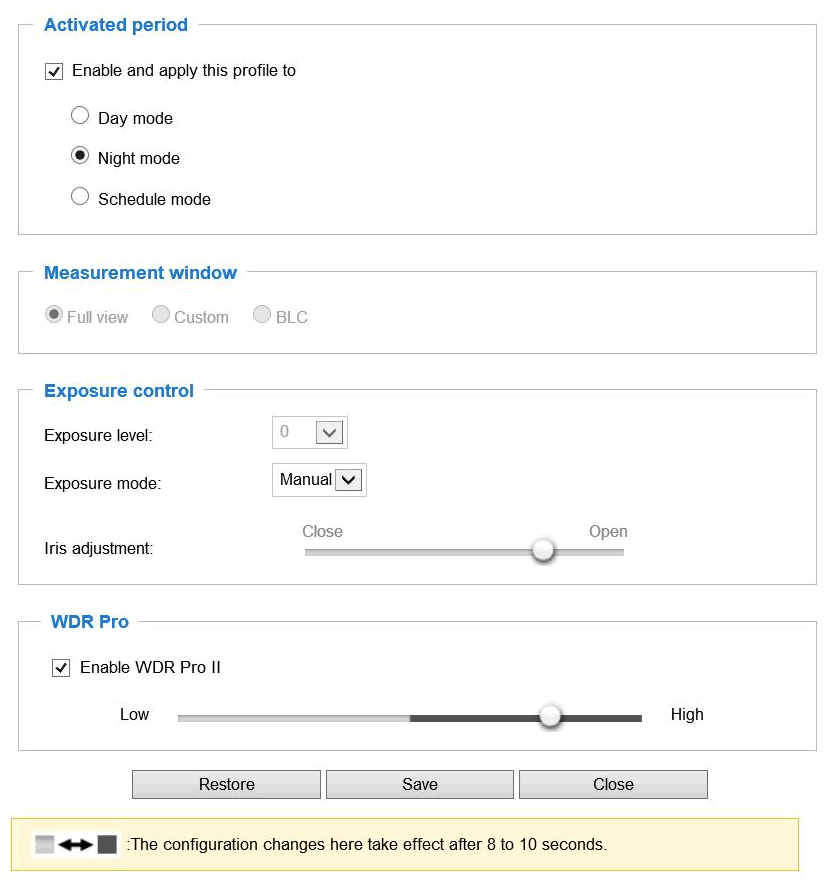 Activated period
Enable and apply this profile to
Day mode
Night mode
Schedule mode
Measurement window
Full view Custom BLC
Exposure control
Exposure level: 0
Exposure mode: Manual
Close Open
Iris adjustment:
WDR Pro
Enable WDR Pro II
Low High
Restore Save Close
:The configuration changes here take effect after 8 to 10 seconds.